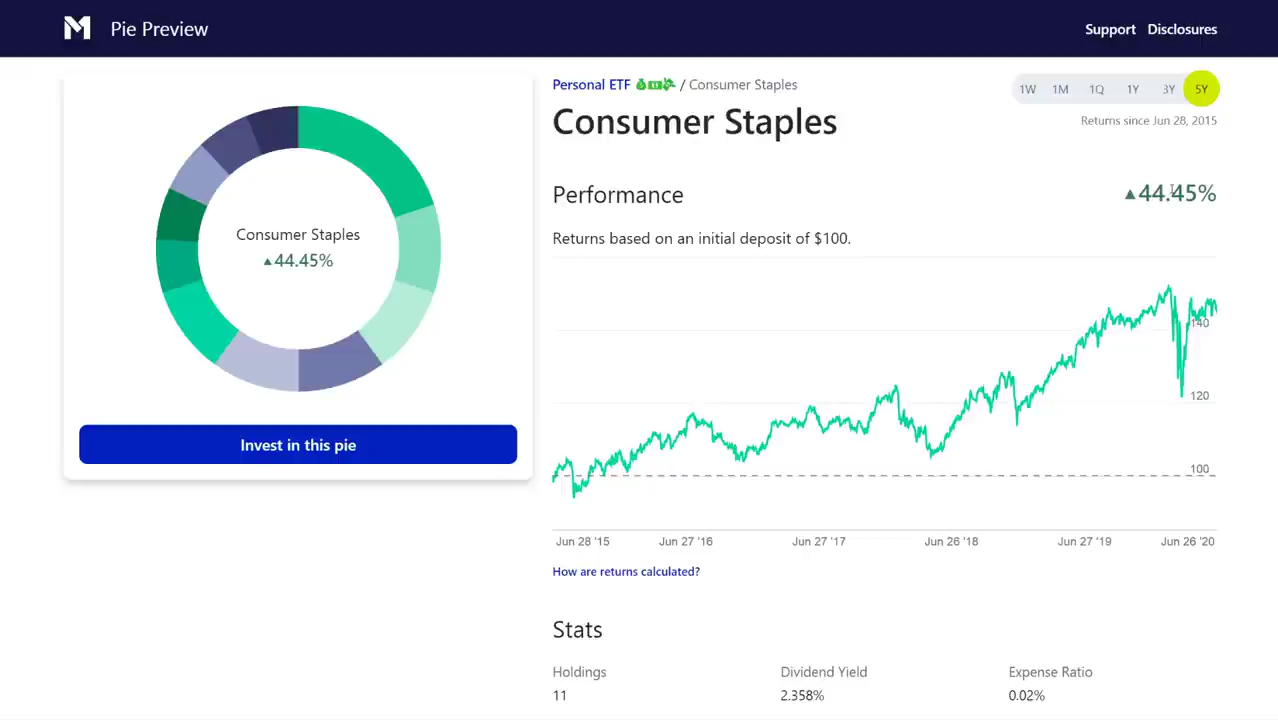 M Pie Preview
Support Disclosures
Personal ETF / Consumer Staples
1W 1M 1Q 1Y 3Y 5Y
Returns since Jun 28, 2015
Consumer Staples
Performance
▲44.45%
Returns based on an initial deposit of $100.
Consumer Staples
▲44.45%
Invest in this pie
140
120
100
Jun 28 '15 Jun 27 '16 Jun 27 '17 Jun 26 '18 Jun 27 '19 Jun 26 '20
How are returns calculated?
Stats
Holdings Dividend Yield Expense Ratio
11 2.358% 0.02%